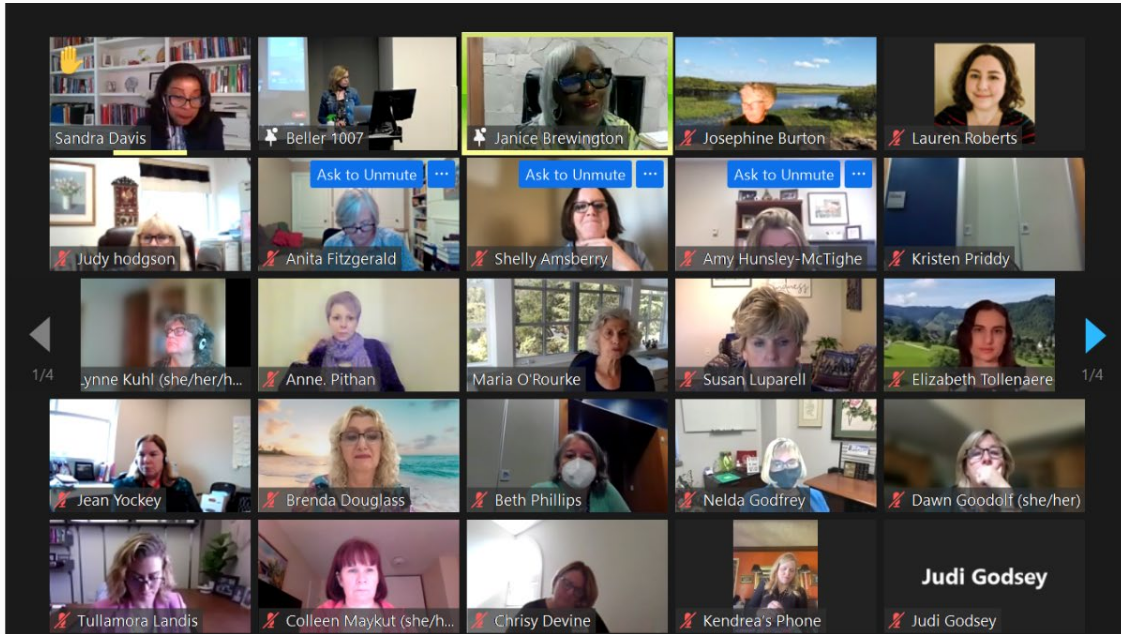 Sandra Davis
Beller 1007
Janice Brewington
Josephine Burton
Lauren Roberts
Ask to Unmute ...
Ask to Unmute ...
Ask to Unmute ...
Judy hodgson
Anita Fitzgerald
Shelly Amsberry
Amy Hunsley-McTighe
Kristen Priddy
1/4
ynne Kuhl (she/her/h...
Anne. Pithan
Maria O'Rourke
Susan Luparell
Elizabeth Tollenaere
1/4
Jean Yockey
Brenda Douglass
Beth Phillips
Nelda Godfrey
Dawn Goodolf (she/her)
Judi Godsey
Tullamora Landis
Colleen Maykut (she/h...
Chrisy Devine
Kendrea's Phone
Judi Godsey